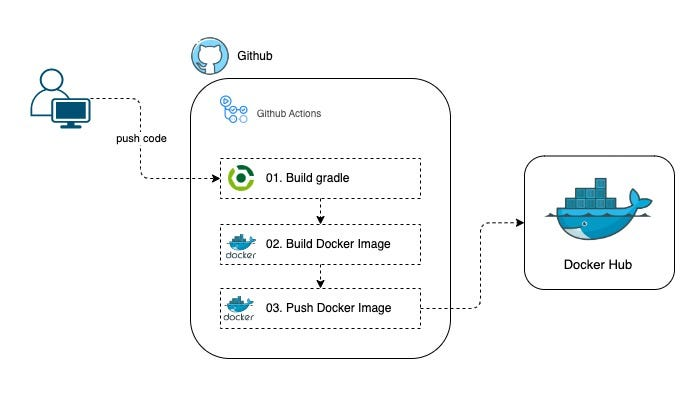 Github
Github Actions
push code
01. Build gradle
docker
02. Build Docker Image
docker
03. Push Docker Image
Docker Hub